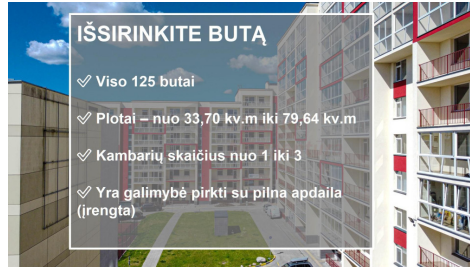 IŠSIRINKITE BUTĄ
✓ Viso 125 butai
✓ Plotai – nuo 33,70 kv.m iki 79,64 kv.m
✓ Kambarių skaičius nuo 1 iki 3
✓ Yra galimybė pirkti su pilna apdaila
(įrengta)